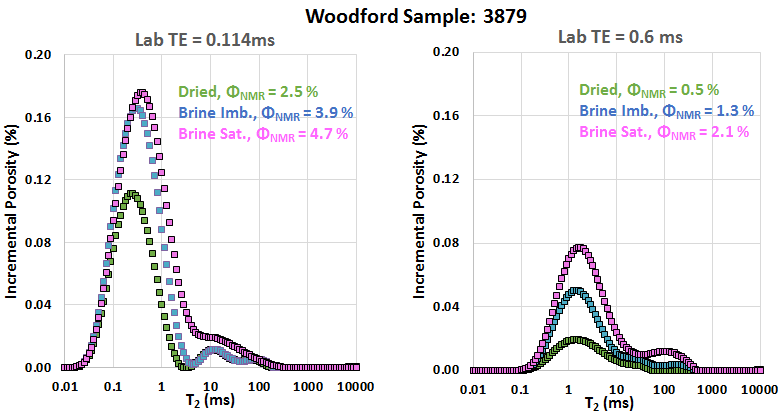 Woodford Sample: 3879
Lab TE = 0.114ms
Incremental Porosity (%)
0.20
0.16
0.12
0.08
0.04
0.00
Dried, ΦNMR = 2.5 %
Brine Imb., ΦNMR = 3.9 %
Brine Sat., ΦNMR = 4.7 %
0.01 0.1 1 10 100 1000 10000
T2 (ms)
Lab TE = 0.6 ms
Incremental Porosity (%)
0.20
0.16
0.12
0.08
0.04
0.00
Dried, ΦNMR = 0.5 %
Brine Imb., ΦNMR = 1.3 %
Brine Sat., ΦNMR = 2.1 %
0.01 0.1 1 10 100 1000 10000
T2 (ms)